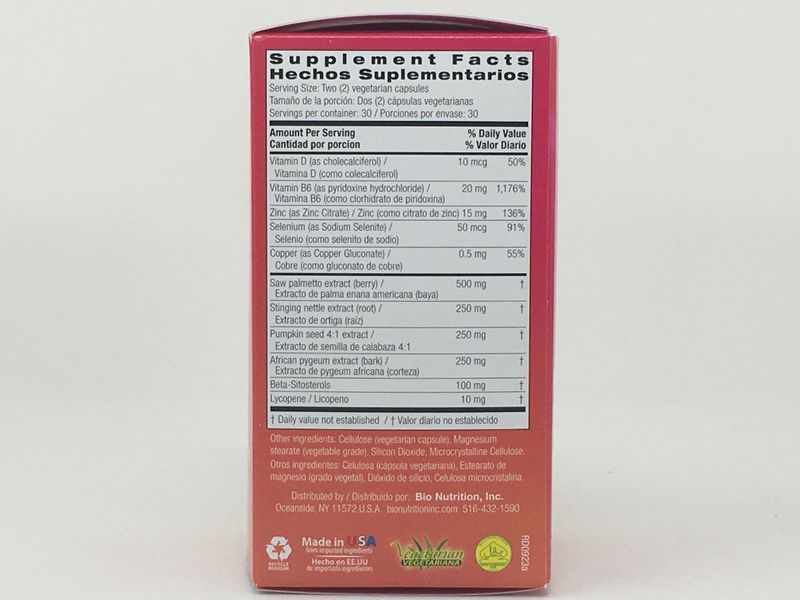 Supplement Facts
Hechos Suplementarios
Serving Size: Two (2) vegetarian capsules
Tamaño de la porción: Dos (2) cápsulas vegetarianas
Servings per container: 30 / Porciones por envase: 30
Amount Per Serving % Daily Value
Cantidad por porcion % Valor Diario
Vitamin D (as cholecalciferol) / 10 mcg 50%
Vitamina D (como colecalciferol)
Vitamin B6 (as pyridoxine hydrochloride) / 20 mg 1,176%
Vitamina B6 (como clorhidrato de piridoxina)
Zinc (as Zinc Citrate) / Zinc (como citrato de zinc) 15 mg 136%
Selenium (as Sodium Selenite) / 50 mcg 91%
Selenio (como selenito de sodio)
Copper (as Copper Gluconate) / 0.5 mg 55%
Cobre (como gluconato de cobre)
Saw palmetto extract (berry) / 500 mg †
Extracto de palma enana americana (baya)
Stinging nettle extract (root) / 250 mg †
Extracto de ortiga (raíz)
Pumpkin seed 4:1 extract / 250 mg †
Extracto de semilla de calabaza 4:1
African pygeum extract (bark) / 250 mg †
Extracto de pygeum africana (corteza)
Beta-Sitosterols 100 mg †
Lycopene / Licopeno 10 mg †
† Daily value not established / † Valor diario no establecido
Other ingredients: Cellulose (vegetarian capsule), Magnesium
stearate (vegetable grade), Silicon Dioxide, Microcrystalline Cellulose.
Otros ingredientes: Celulosa (cápsula vegetariana), Estearato de
magnesio (grado vegetal), Dióxido de silicio, Celulosa microcristalina.
Distributed by / Distribuido por: Bio Nutrition, Inc.
Oceanside, NY 11572 U.S.A. bionutritioninc.com 516-432-1590
RECYCLE
RECICLAR
Made in USA
from imported ingredients
Hecho en EE.UU
de importado ingredientes
Vegetarian
VEGETARIANA
RD0923a